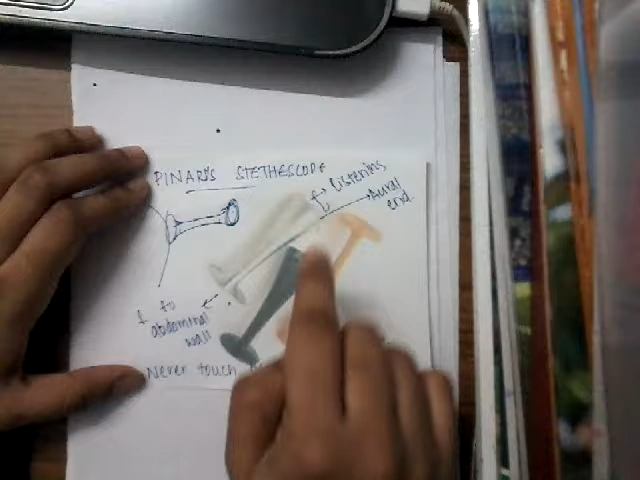 PINARD'S STETHESCOPE
f→ Listening
Aural
end.
f to
abdominal
wall
Never touch